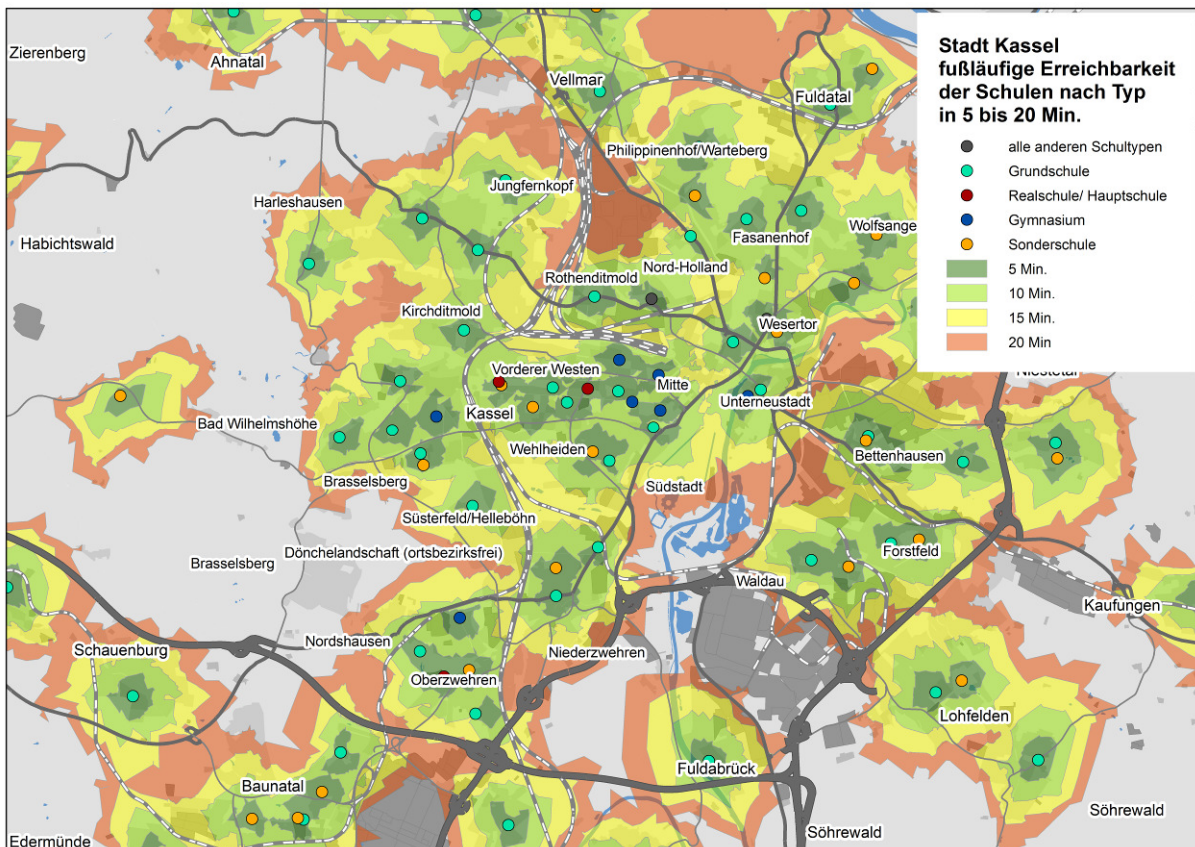 Stadt Kassel
fußläufige Erreichbarkeit
der Schulen nach Typ
in 5 bis 20 Min.
alle anderen Schultypen
Grundschule
Realschule/ Hauptschule
Gymnasium
Sonderschule
5 Min.
10 Min.
15 Min.
20 Min
Zierenberg
Ahnatal
Vellmar
Fuldatal
Philippinenhof/Warteberg
Jungfernkopf
Harleshausen
Habichtswald
Fasanenhof
Wolfsange
Nord-Holland
Rothenditmold
Kirchditmold
Wesertor
Vorderer Westen
Mitte
Niestetal
Kassel
Unterneustadt
Bad Wilhelmshöhe
Wehlheiden
Bettenhausen
Brasselsberg
Südstadt
Süsterfeld/Helleböhn
Dönchelandschaft (ortsbezirksfrei)
Forstfeld
Brasselsberg
Waldau
Kaufungen
Nordshausen
Schauenburg
Niederzwehren
Oberzwehren
Lohfelden
Fuldabrück
Baunatal
Söhrewald
Söhrewald
Edermünde